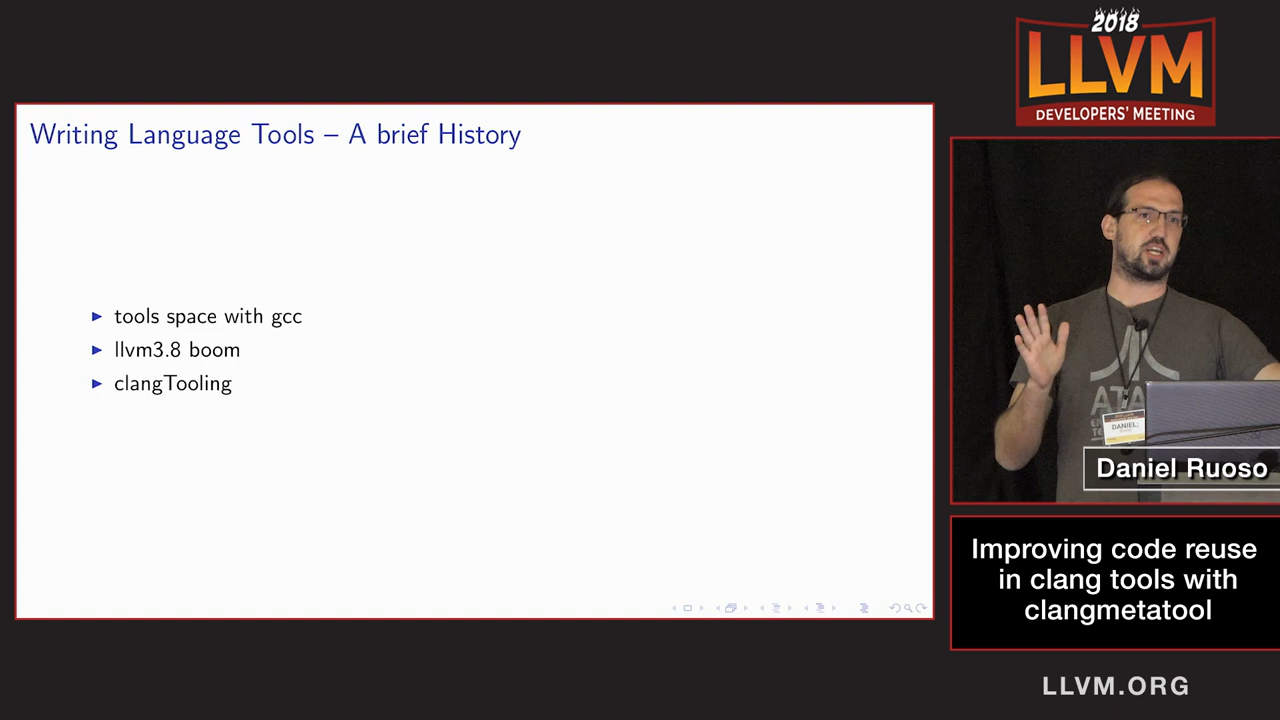 Writing Language Tools – A brief History
tools space with gcc
llvm3.8 boom
clangTooling
2018
LLVM
DEVELOPERS' MEETING
ATA
DANIEL
Daniel Ruoso
Improving code reuse
in clang tools with
clangmetatool
LLVM.ORG